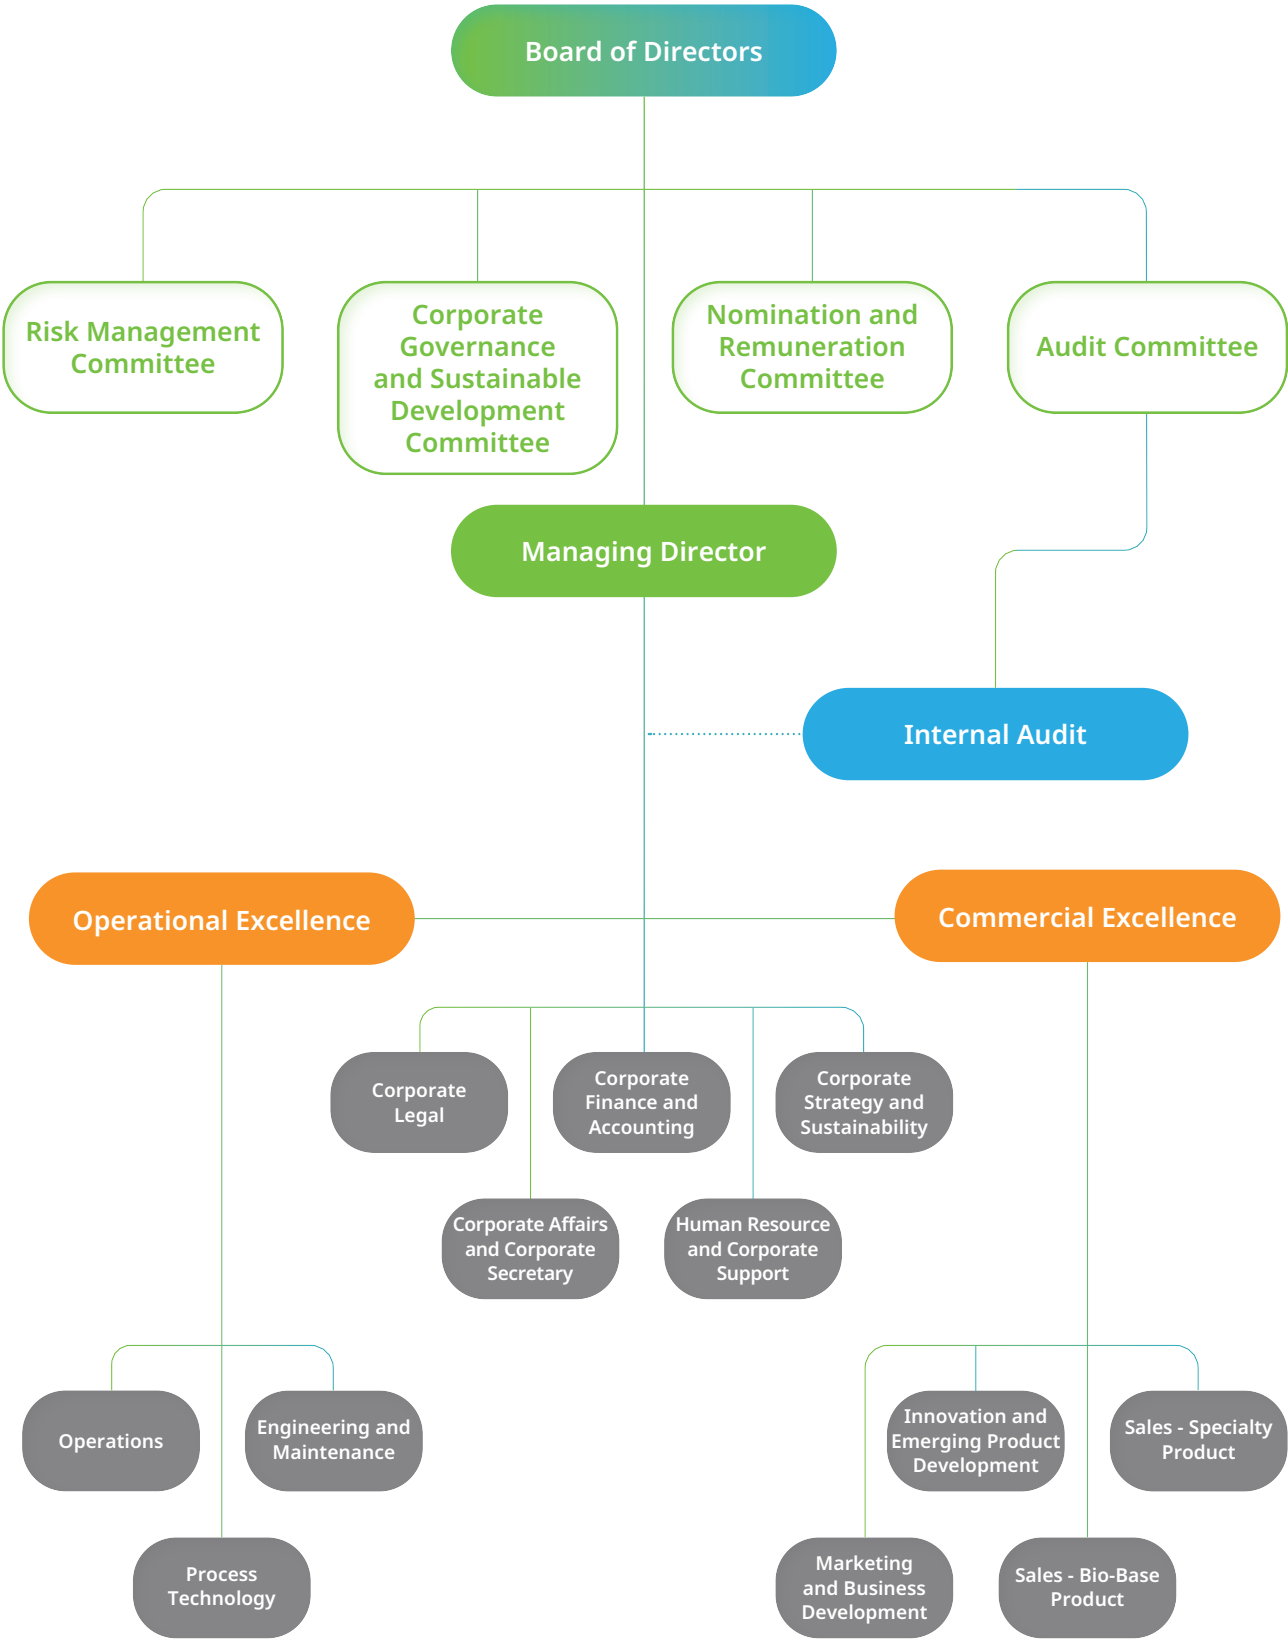 Board of Directors
Risk Management
Committee
Corporate
Governance
and Sustainable
Development
Committee
Nomination and
Remuneration
Committee
Audit Committee
Managing Director
Internal Audit
Operational Excellence
Commercial Excellence
Corporate
Legal
Corporate
Finance and
Accounting
Corporate
Strategy and
Sustainability
Corporate Affairs
and Corporate
Secretary
Human Resource
and Corporate
Support
Operations
Engineering and
Maintenance
Innovation and
Emerging Product
Development
Sales - Specialty
Product
Process
Technology
Marketing
and Business
Development
Sales - Bio-Base
Product